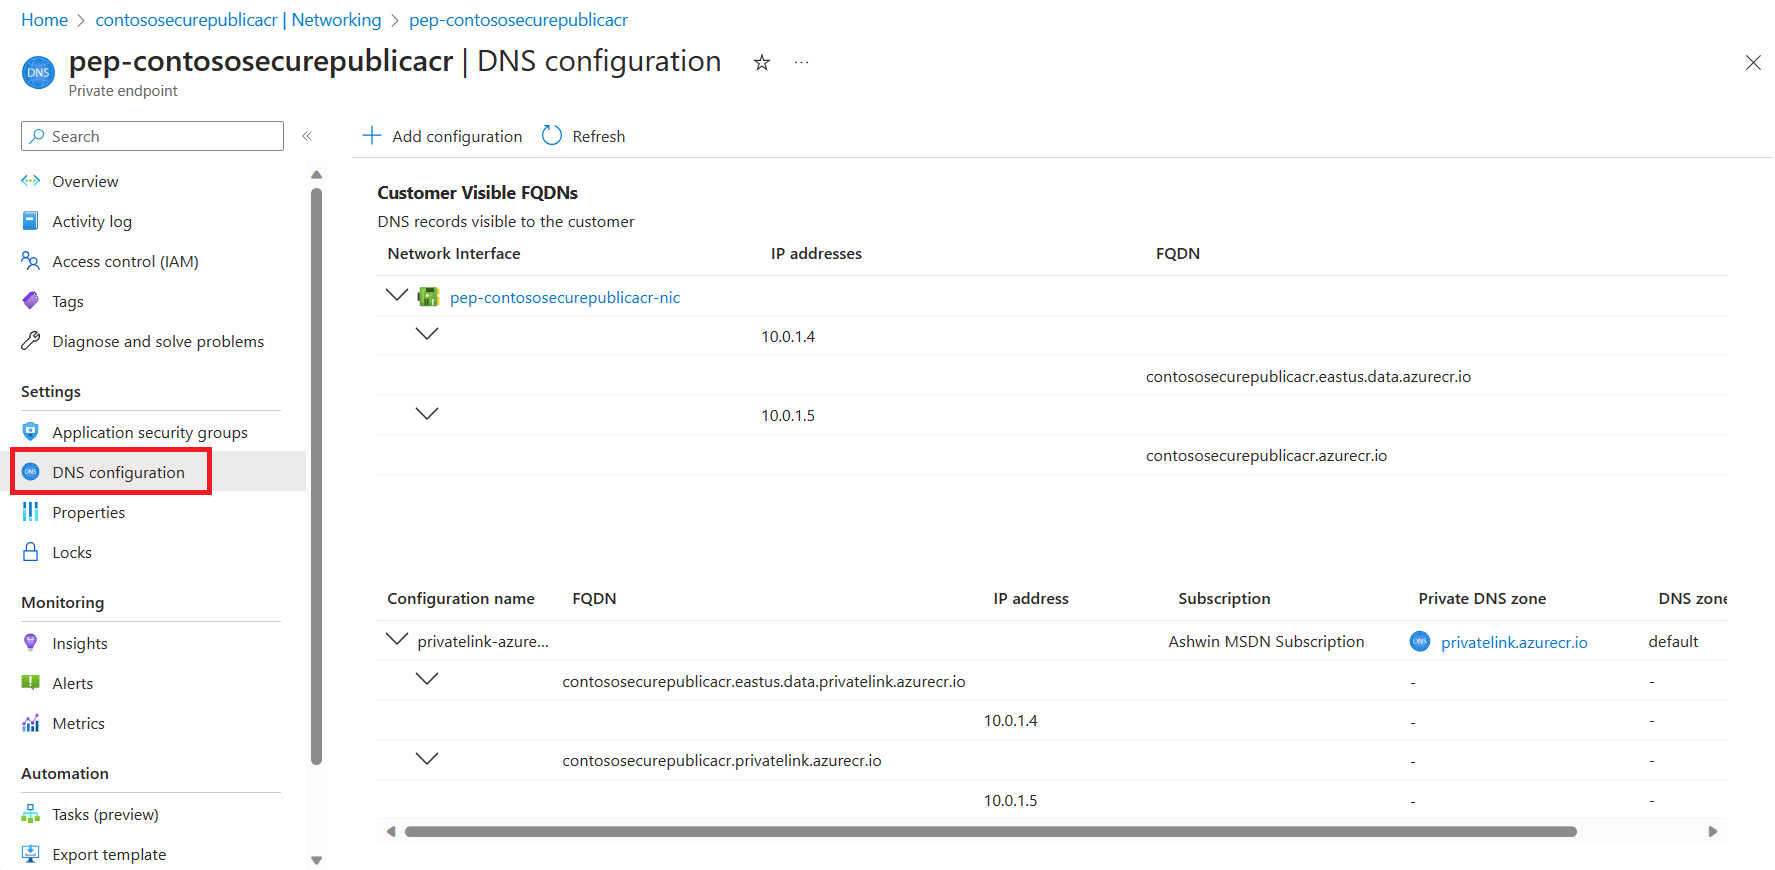 Home > contososecurepublicacr | Networking > pep-contososecurepublicacr
DNS
pep-contososecurepublicacr | DNS configuration
Private endpoint
Search
Add configuration
Refresh
Overview
Activity log
Access control (IAM)
Tags
Diagnose and solve problems
Settings
Application security groups
DNS configuration
Properties
Locks
Monitoring
Insights
Alerts
Metrics
Automation
Tasks (preview)
Export template
Customer Visible FQDNs
DNS records visible to the customer
Network Interface IP addresses FQDN
pep-contososecurepublicacr-nic
10.0.1.4
contososecurepublicacr.eastus.data.azurecr.io
10.0.1.5
contososecurepublicacr.azurecr.io
Configuration name FQDN IP address Subscription Private DNS zone DNS zone
privatelink-azure... Ashwin MSDN Subscription privatelink.azurecr.io default
contososecurepublicacr.eastus.data.privatelink.azurecr.io - -
10.0.1.4 - -
contososecurepublicacr.privatelink.azurecr.io - -
10.0.1.5 - -